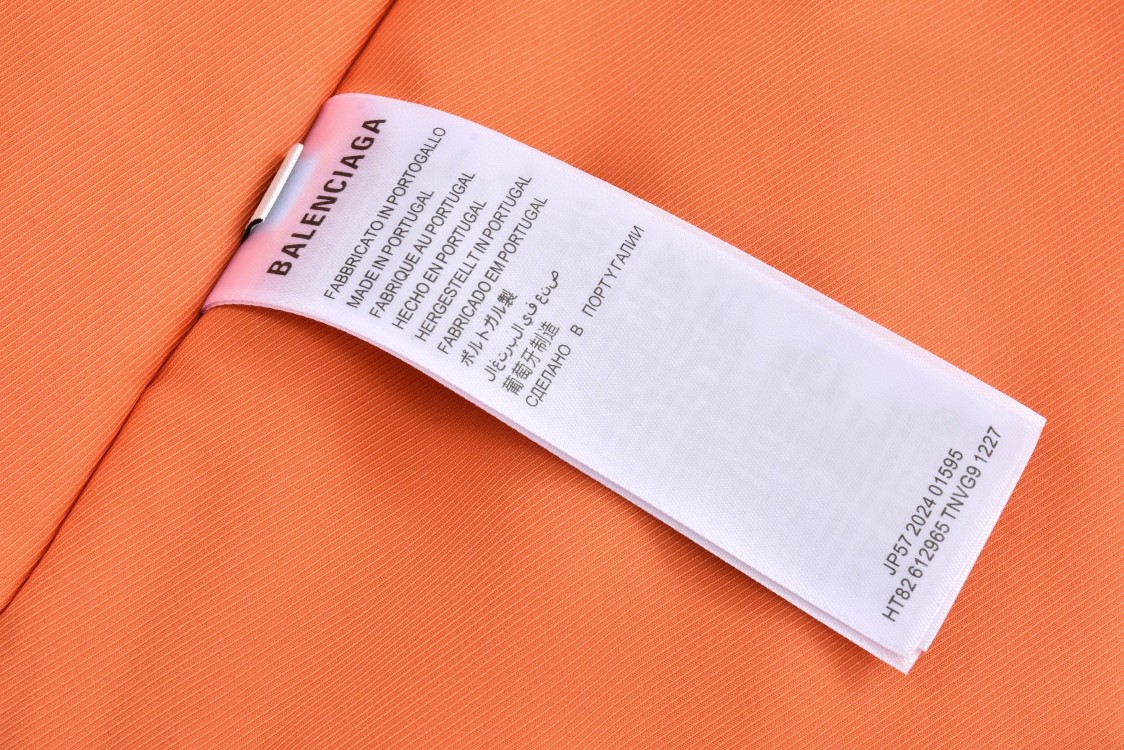 BALENCIAGA
FABBRICATO IN PORTOGALLO
MADE IN PORTUGAL
FABRIQUE AU PORTUGAL
HECHO EN PORTUGAL
HERGESTELLT IN PORTUGAL
FABRICADO EM PORTUGAL
ポルトガル製
صنع في البرتغال
葡萄牙制造
СДЕЛАНО В ПОРТУГАЛИИ
JP57 2024 01595
HT82 612965 TNVG9 1227